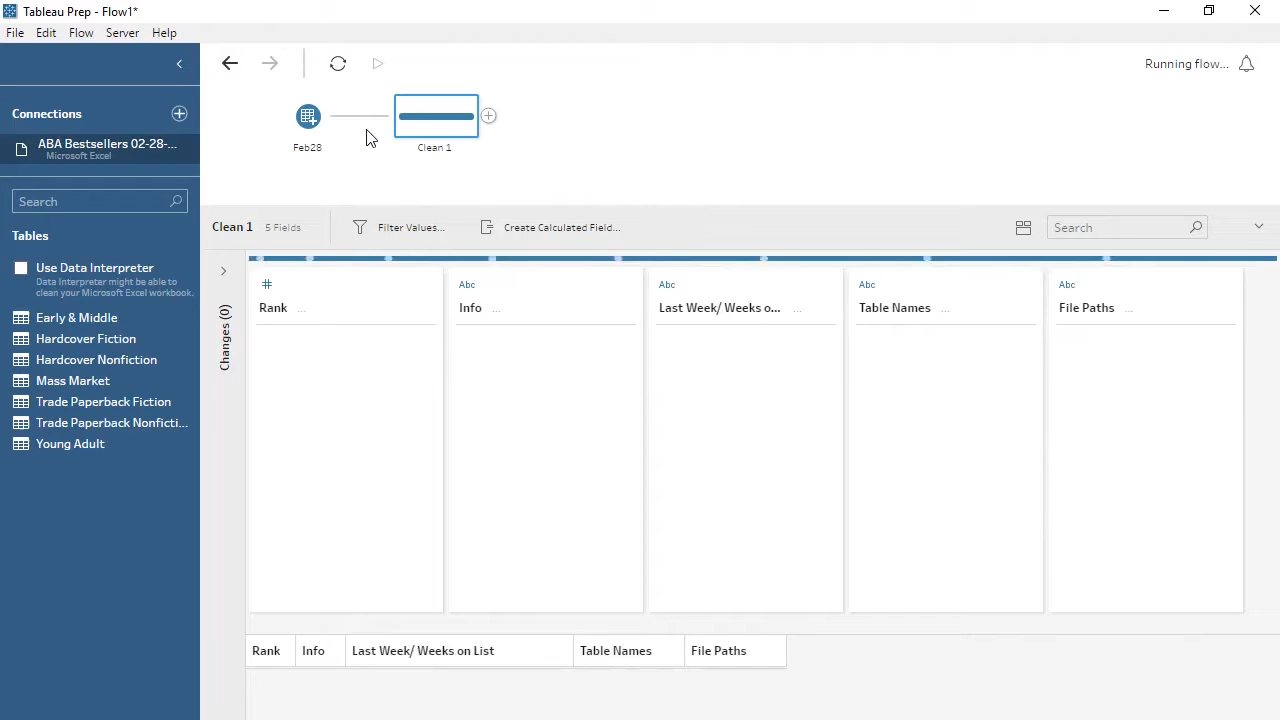 Tableau Prep - Flow1*
File Edit Flow Server Help
Running flow...
Connections
ABA Bestsellers 02-28-...
Microsoft Excel
Search
Tables
Use Data Interpreter
Data Interpreter might be able to
clean your Microsoft Excel workbook.
Early & Middle
Hardcover Fiction
Hardcover Nonfiction
Mass Market
Trade Paperback Fiction
Trade Paperback Nonficti...
Young Adult
Feb28
Clean 1
Clean 1 5 Fields Filter Values... Create Calculated Field... Search
Changes (0)
# Abc Abc Abc Abc
Rank ... Info ... Last Week/ Weeks o... ... Table Names ... File Paths ...
Rank Info Last Week/ Weeks on List Table Names File Paths